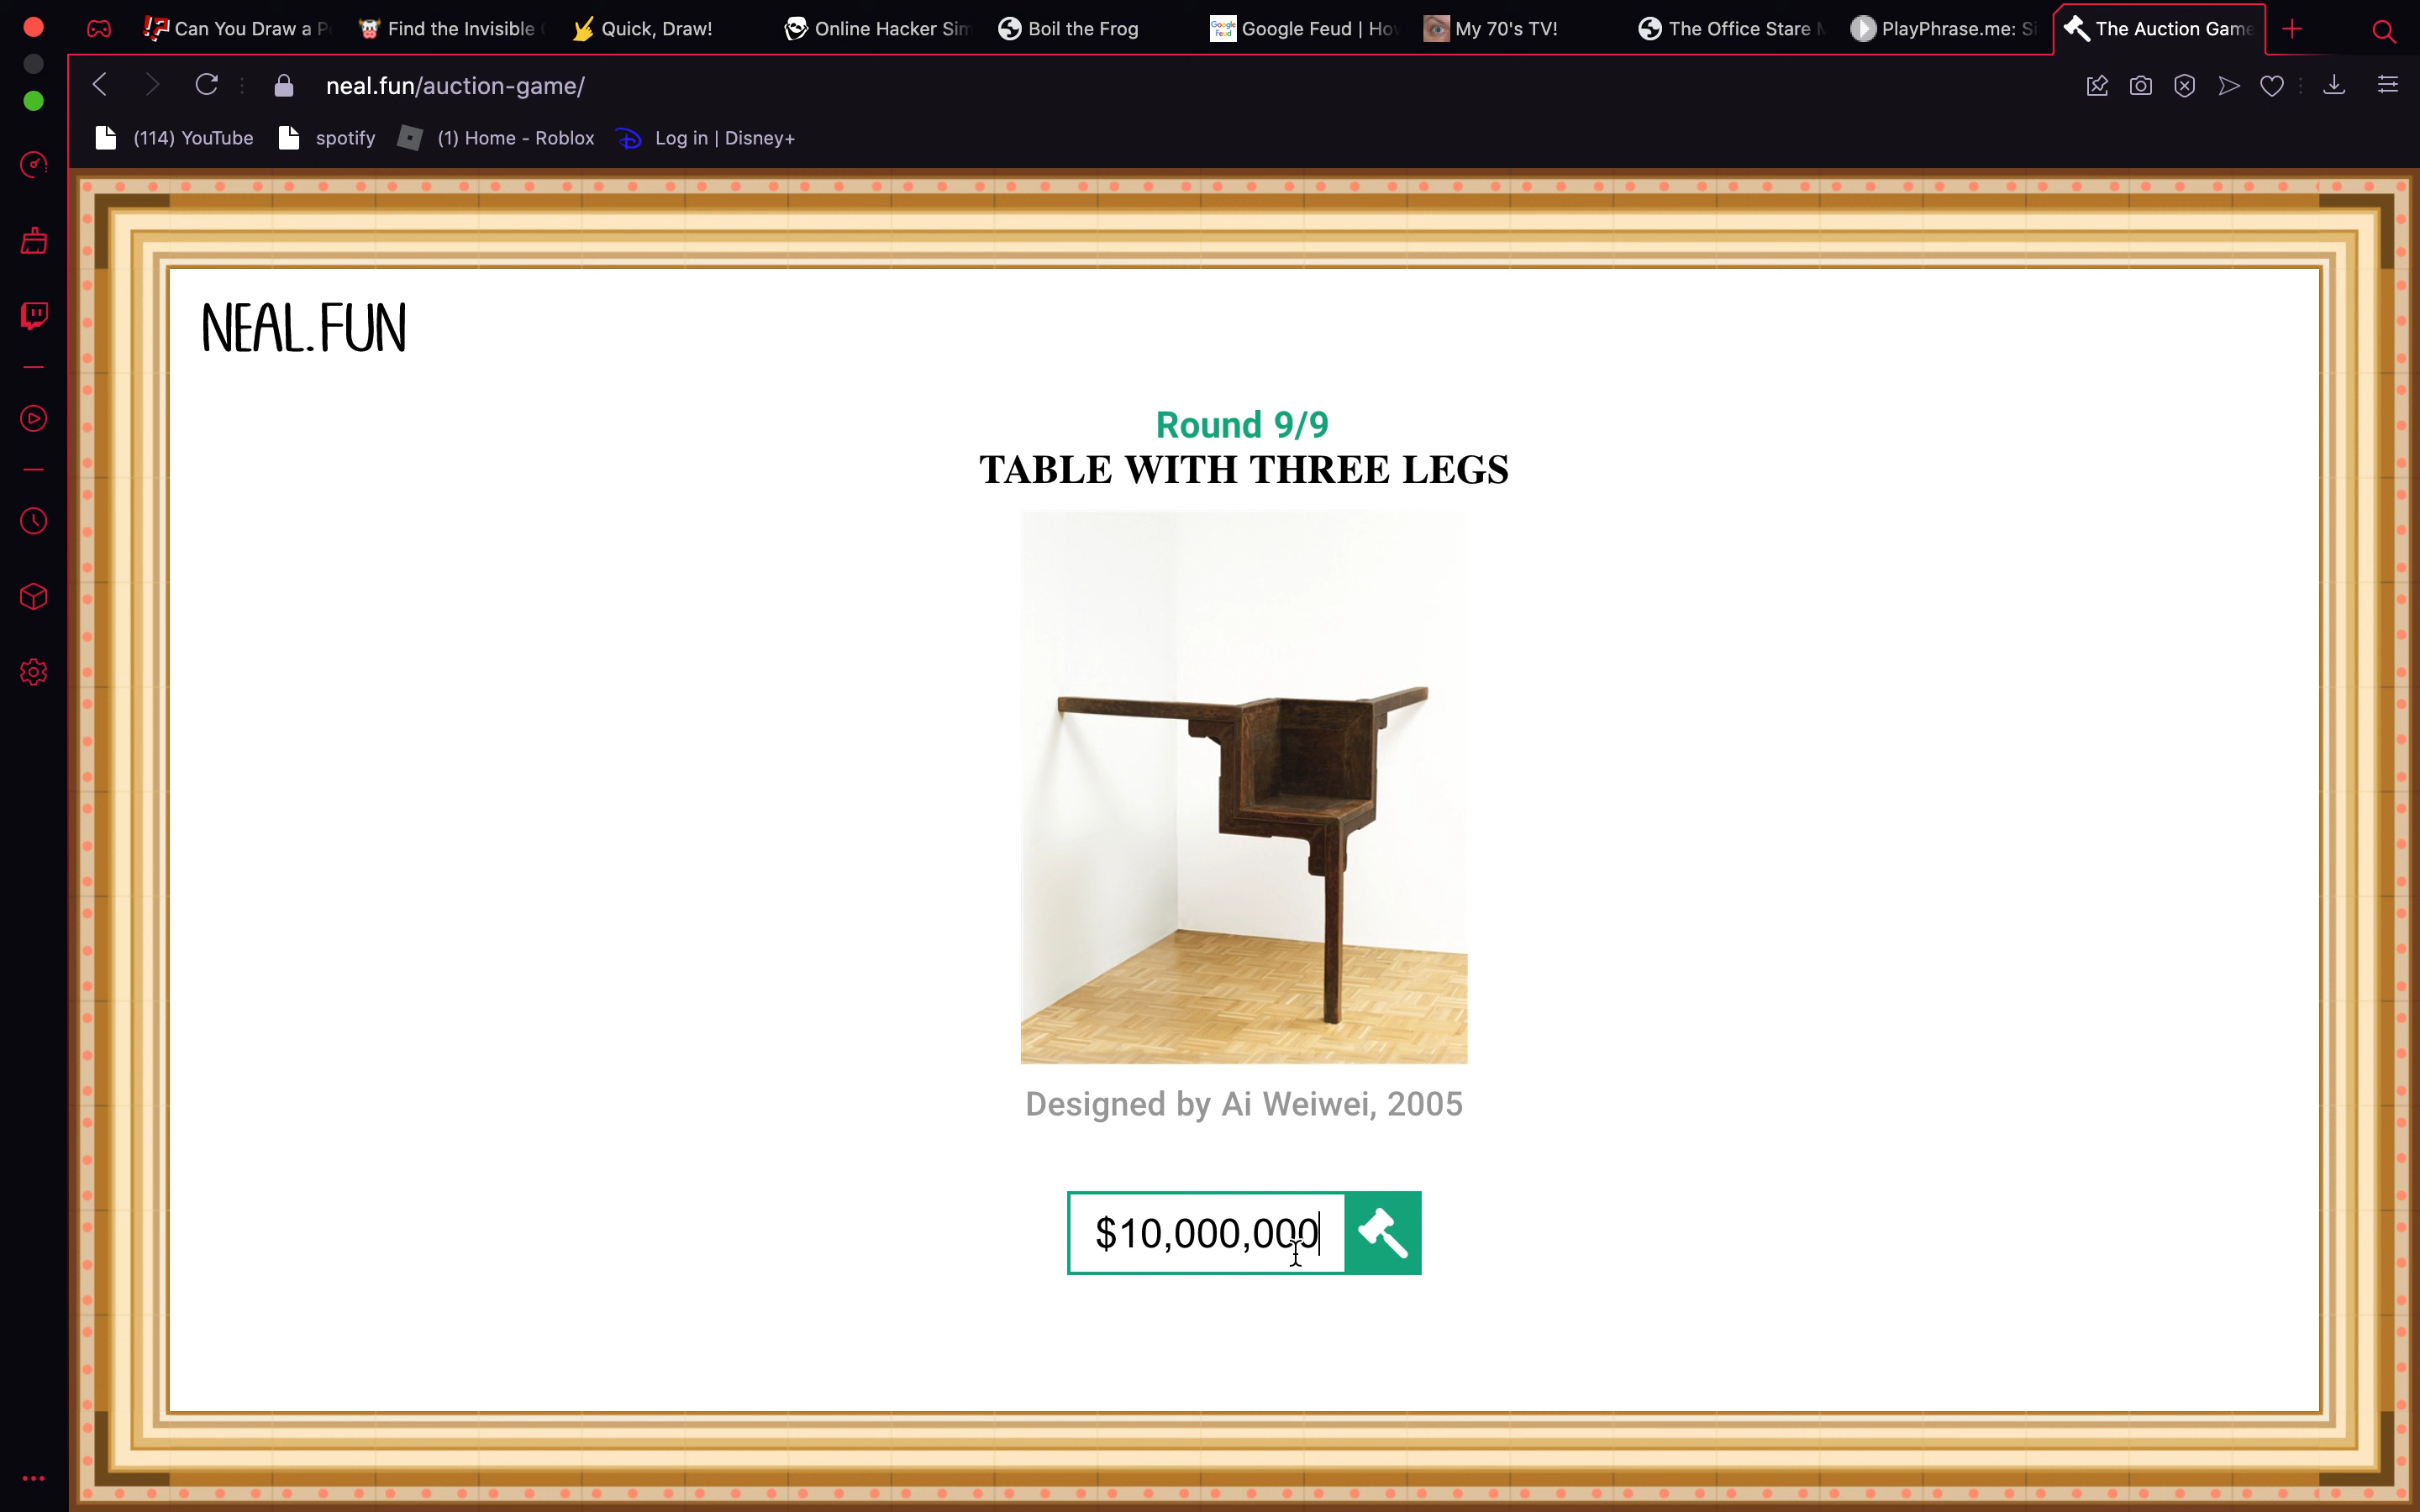 Can You Draw a P
Find the Invisible
Quick, Draw!
Online Hacker Sim
Boil the Frog
Google Feud | Ho
My 70's TV!
The Office Stare
PlayPhrase.me: Si
The Auction Game
neal.fun/auction-game/
(114) YouTube
spotify
(1) Home - Roblox
Log in | Disney+
NEAL.FUN
Round 9/9
TABLE WITH THREE LEGS
Designed by Ai Weiwei, 2005
$10,000,000